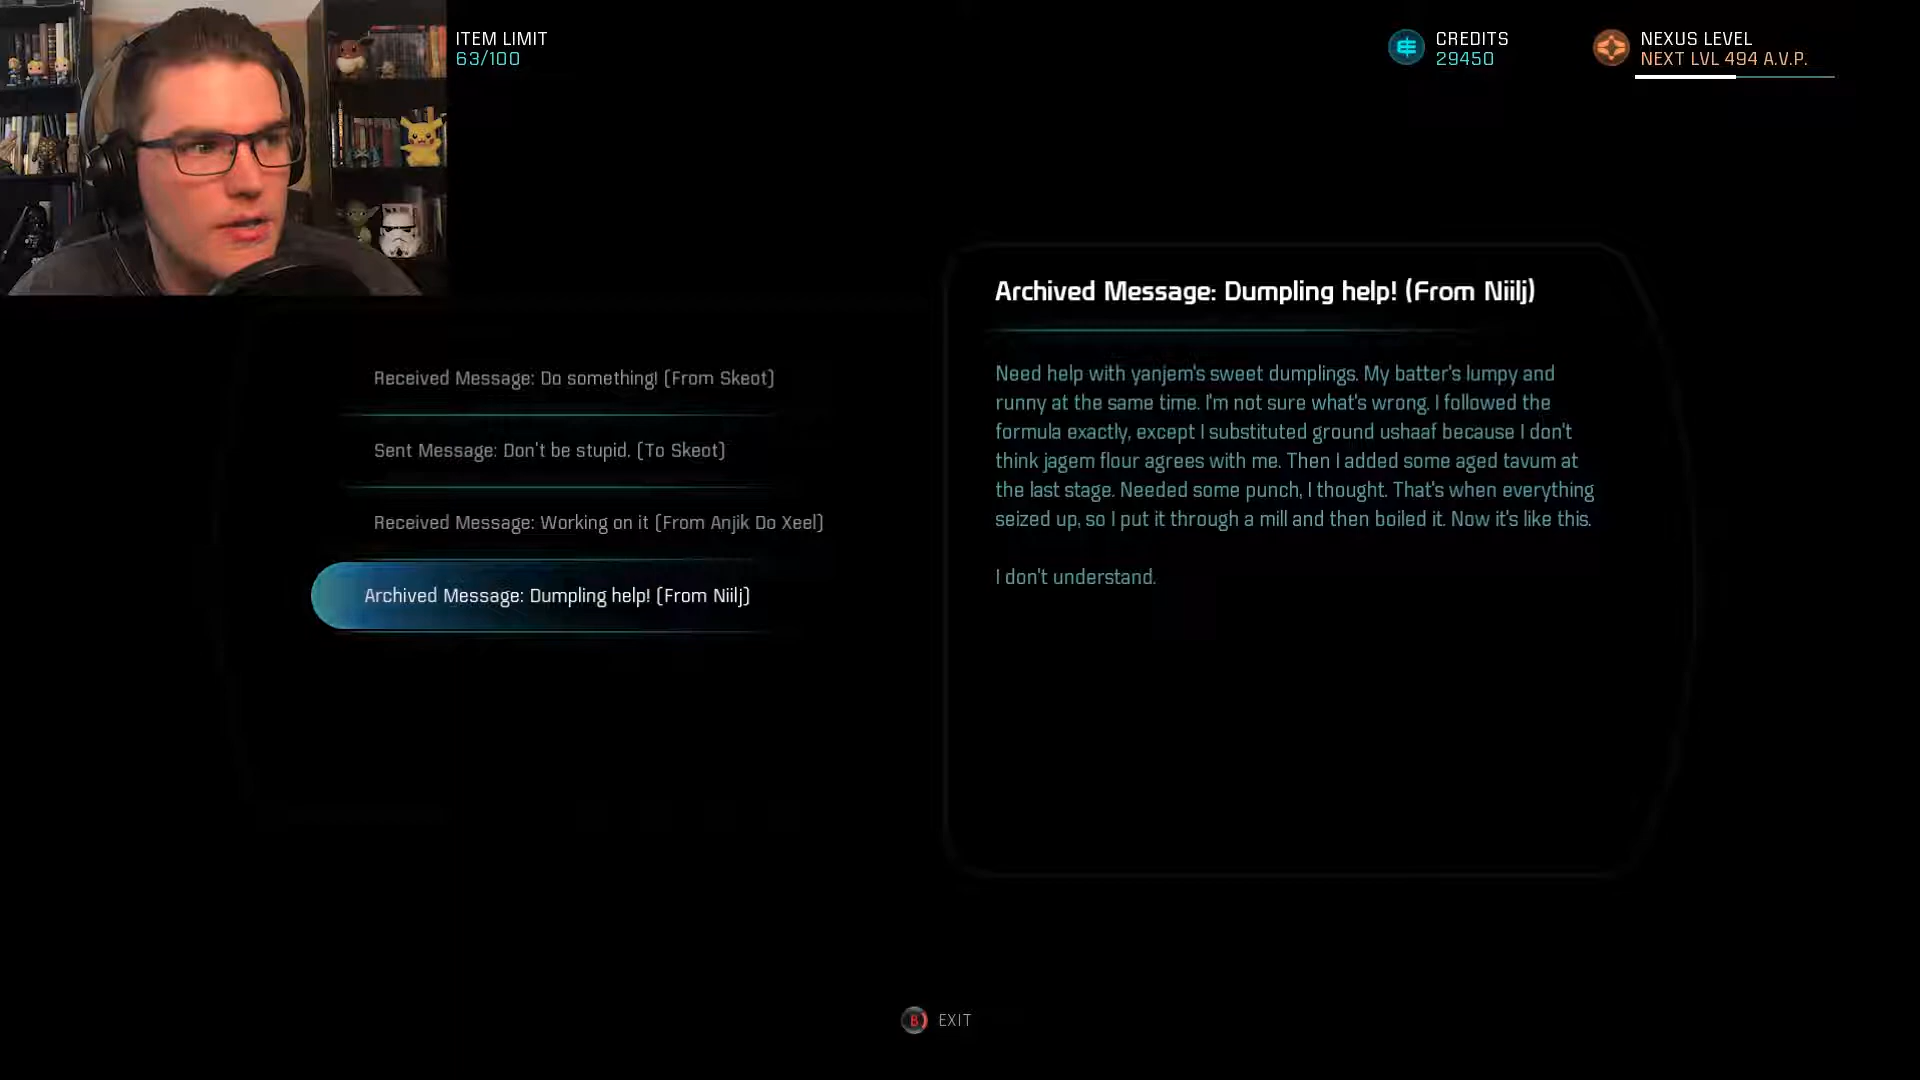 ITEM LIMIT
63/100
CREDITS
29450
NEXUS LEVEL
NEXT LVL 494 A.V.P.
Received Message: Do something! (From Skeot)
Sent Message: Don't be stupid. (To Skeot)
Received Message: Working on it (From Anjik Do Xeel)
Archived Message: Dumpling help! (From Niilj)
Archived Message: Dumpling help! (From Niilj)
Need help with yanjem's sweet dumplings. My batter's lumpy and
runny at the same time. I'm not sure what's wrong. I followed the
formula exactly, except I substituted ground ushaaf because I don't
think jagem flour agrees with me. Then I added some aged tavum at
the last stage. Needed some punch, I thought. That's when everything
seized up, so I put it through a mill and then boiled it. Now it's like this.
I don't understand.
B EXIT